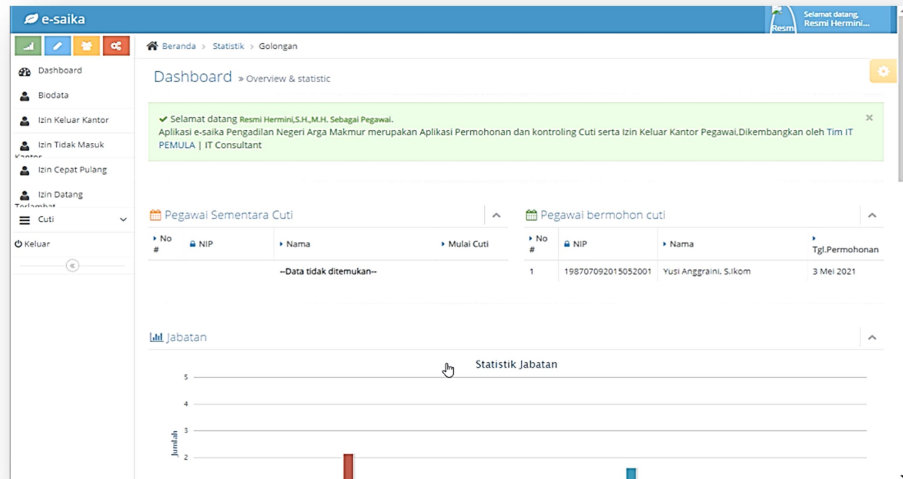 e-saika
Selamat datang,
Resmi Hermini...
Resm
Beranda > Statistik > Golongan
Dashboard
Biodata
Izin Keluar Kantor
Izin Tidak Masuk
Kantor
Izin Cepat Pulang
Izin Datang
Terlambat
Cuti
Keluar
Dashboard » Overview & statistic
Selamat datang Resmi Hermini,S.H.,M.H. Sebagai Pegawai.
Aplikasi e-saika Pengadilan Negeri Arga Makmur merupakan Aplikasi Permohonan dan kontroling Cuti serta Izin Keluar Kantor Pegawai,Dikembangkan oleh Tim IT
PEMULA | IT Consultant
Pegawai Sementara Cuti
No
#
NIP
Nama
Mulai Cuti
--Data tidak ditemukan--
Pegawai bermohon cuti
No
#
NIP
Nama
Tgl.Permohonan
1 198707092015052001 Yusi Anggraini, S.Ikom 3 Mei 2021
Jabatan
Statistik Jabatan
5
4
3
2
Jumlah